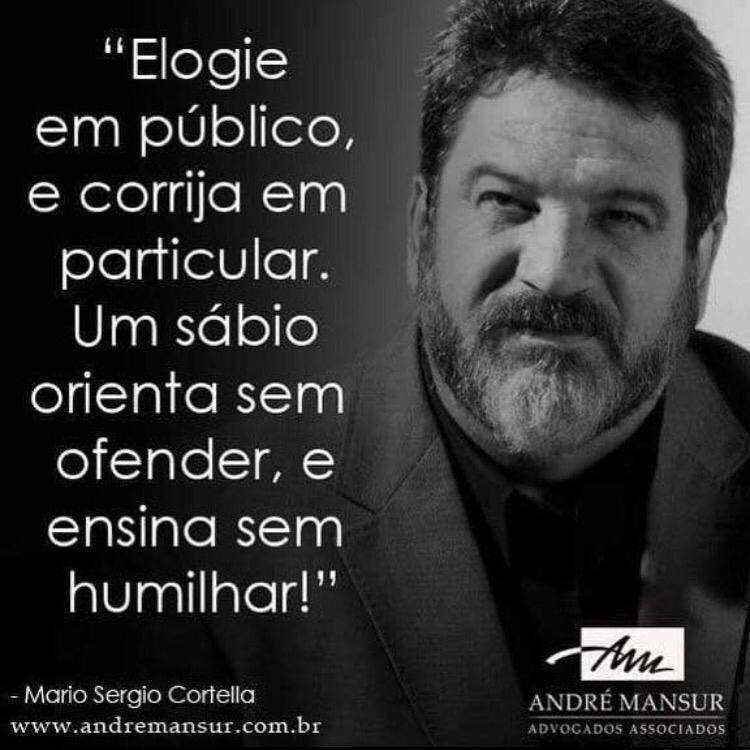 “Elogie
em público,
e corrija em
particular.
Um sábio
orienta sem
ofender, e
ensina sem
humilhar!”
- Mario Sergio Cortella
www.andremansur.com.br
Am
ANDRÉ MANSUR
ADVOGADOS ASSOCIADOS